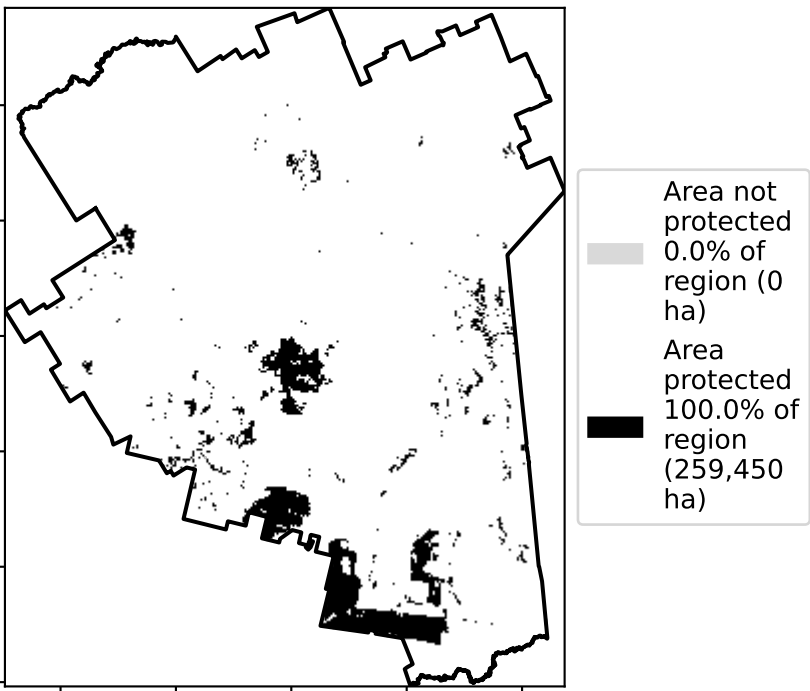 Area not
protected
0.0% of
region (0
ha)
Area
protected
100.0% of
region
(259,450
ha)